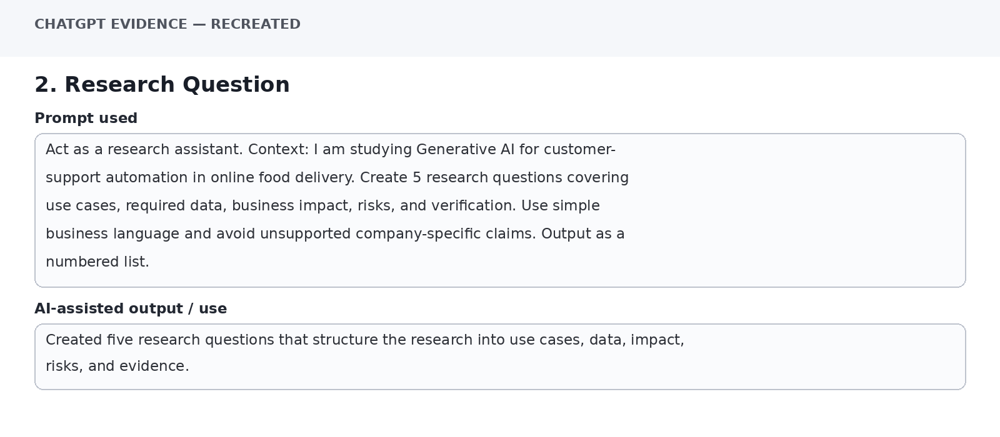 CHATGPT EVIDENCE — RECREATED
2. Research Question
Prompt used
Act as a research assistant. Context: I am studying Generative AI for customer-
support automation in online food delivery. Create 5 research questions covering
use cases, required data, business impact, risks, and verification. Use simple
business language and avoid unsupported company-specific claims. Output as a
numbered list.
AI-assisted output / use
Created five research questions that structure the research into use cases, data, impact,
risks, and evidence.